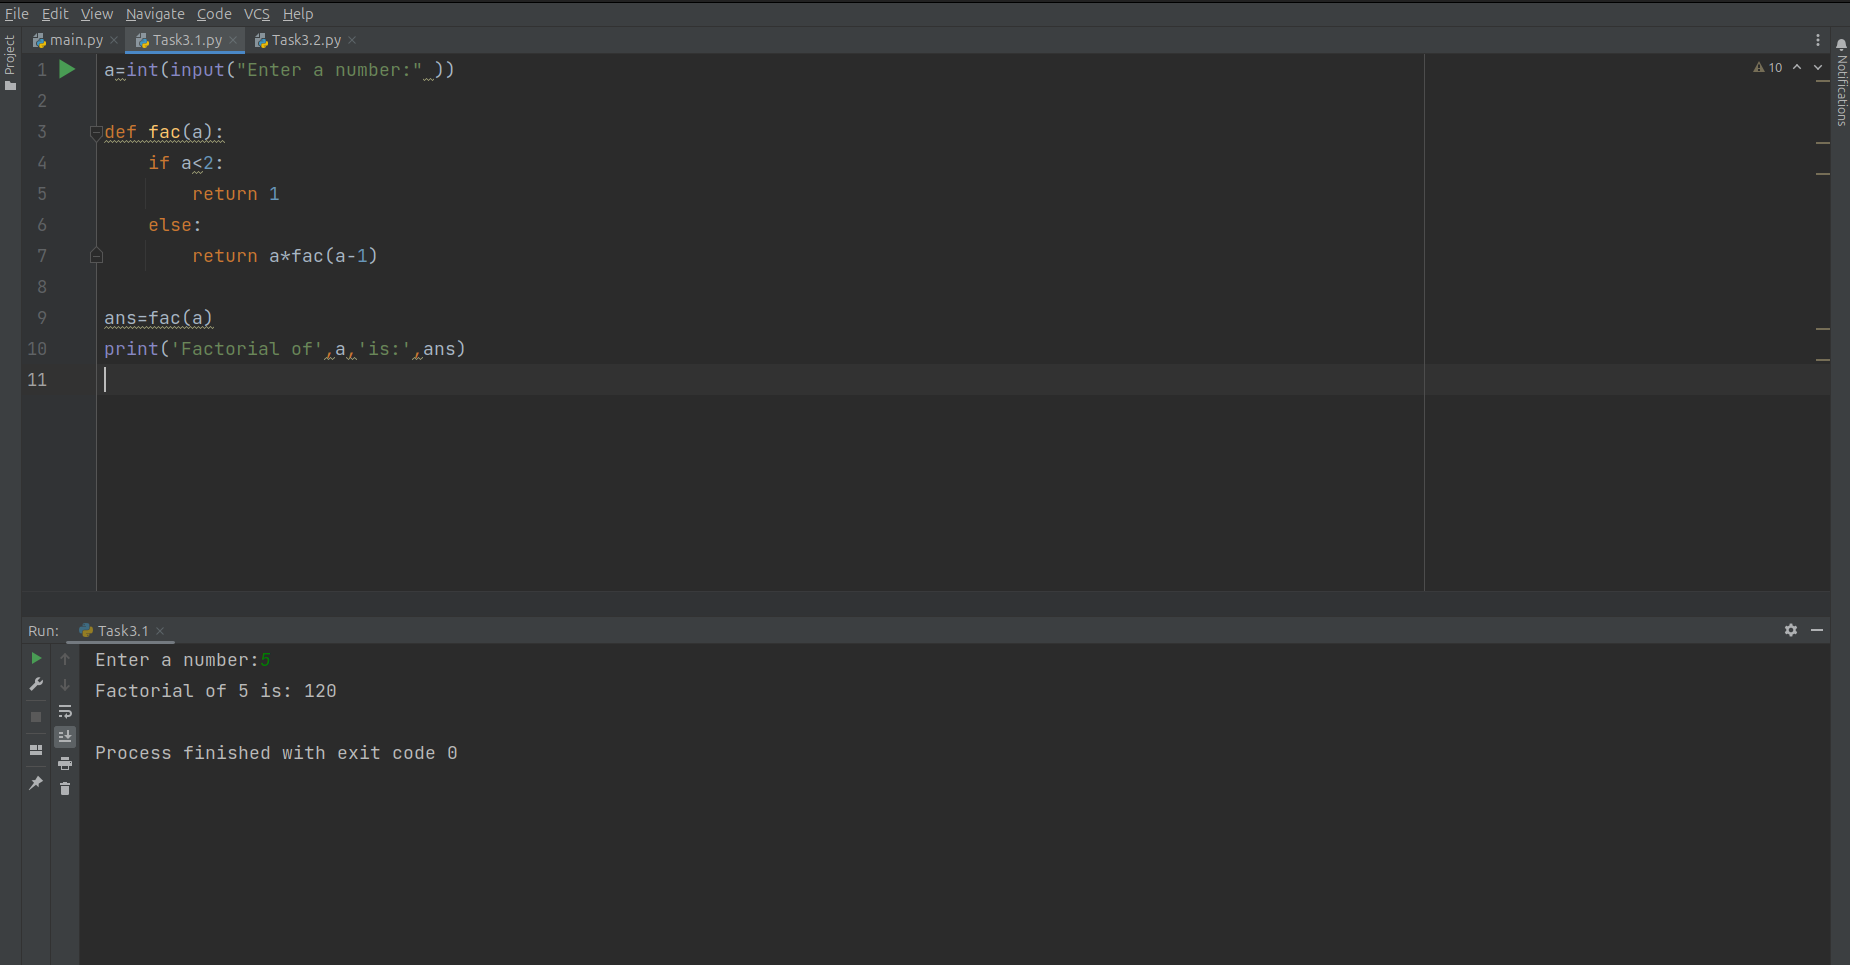 File Edit View Navigate Code VCS Help
main.py Task3.1.py Task3.2.py
Project
Notifications
10
1 a=int(input("Enter a number:" ))
2
3 def fac(a):
4     if a<2:
5         return 1
6     else:
7         return a*fac(a-1)
8
9 ans=fac(a)
10 print('Factorial of',a,'is:',ans)
11
Run: Task3.1
Enter a number:5
Factorial of 5 is: 120
Process finished with exit code 0